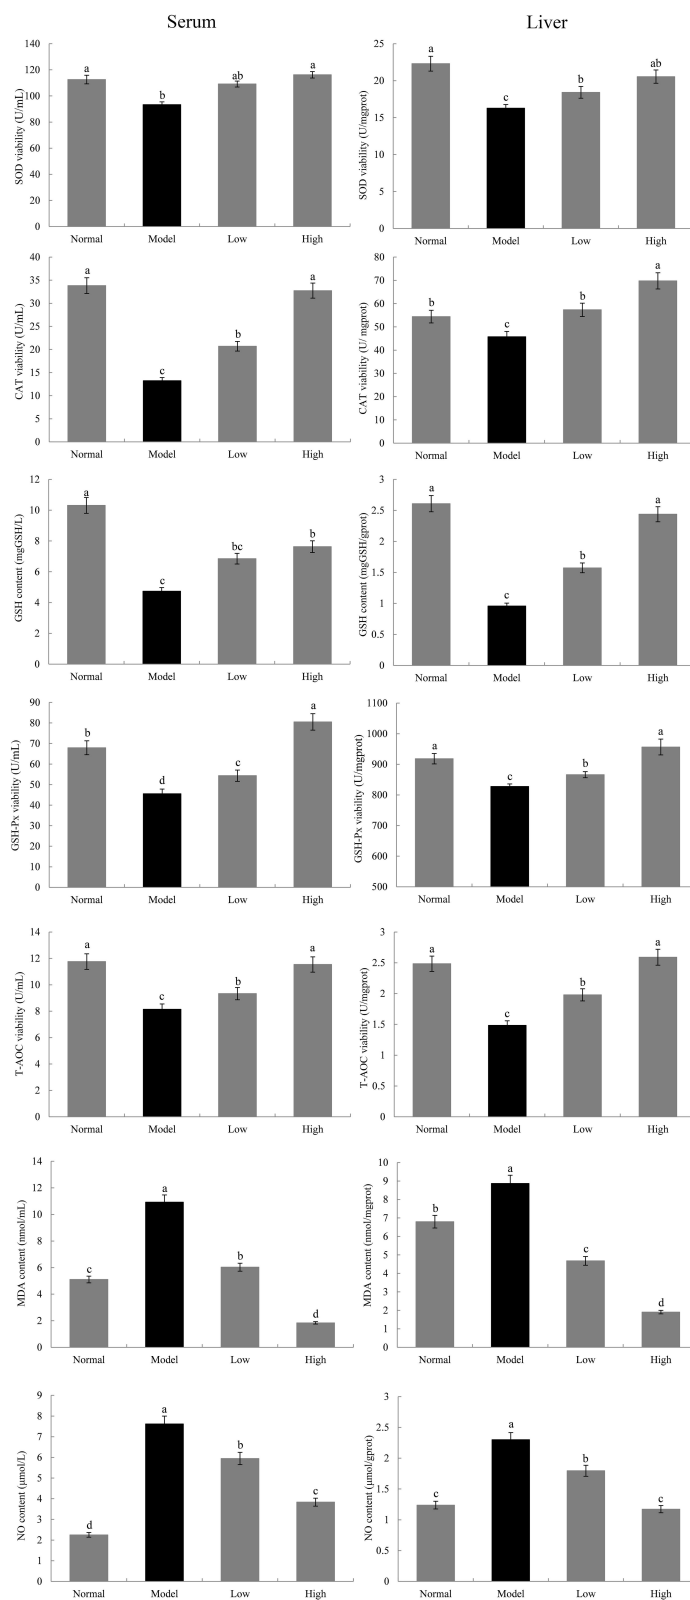 Serum
Liver
SOD viability (U/mL)
140
120
100
80
60
40
20
0
a
b
ab
a
Normal Model Low High
SOD viability (U/mgprot)
25
20
15
10
5
0
a
c
b
ab
Normal Model Low High
CAT viability (U/mL)
40
35
30
25
20
15
10
5
0
a
c
b
a
Normal Model Low High
CAT viability (U/ mgprot)
80
70
60
50
40
30
20
10
0
b
c
b
a
Normal Model Low High
GSH content (mgGSH/L)
12
10
8
6
4
2
0
a
c
bc
b
Normal Model Low High
GSH content (mgGSH/gprot)
3
2.5
2
1.5
1
0.5
0
a
c
b
a
Normal Model Low High
GSH-Px viability (U/mL)
90
80
70
60
50
40
30
20
10
0
b
d
c
a
Normal Model Low High
GSH-Px viability (U/mgprot)
1100
1000
900
800
700
600
500
a
c
b
a
Normal Model Low High
T-AOC viability (U/mL)
14
12
10
8
6
4
2
0
a
c
b
a
Normal Model Low High
T-AOC viability (U/mgprot)
3
2.5
2
1.5
1
0.5
0
a
c
b
a
Normal Model Low High
MDA content (nmol/mL)
14
12
10
8
6
4
2
0
c
a
b
d
Normal Model Low High
MDA content (nmol/mgprot)
10
9
8
7
6
5
4
3
2
1
0
b
a
c
d
Normal Model Low High
NO content (μmol/L)
9
8
7
6
5
4
3
2
1
0
d
a
b
c
Normal Model Low High
NO content (μmol/gprot)
3
2.5
2
1.5
1
0.5
0
c
a
b
c
Normal Model Low High